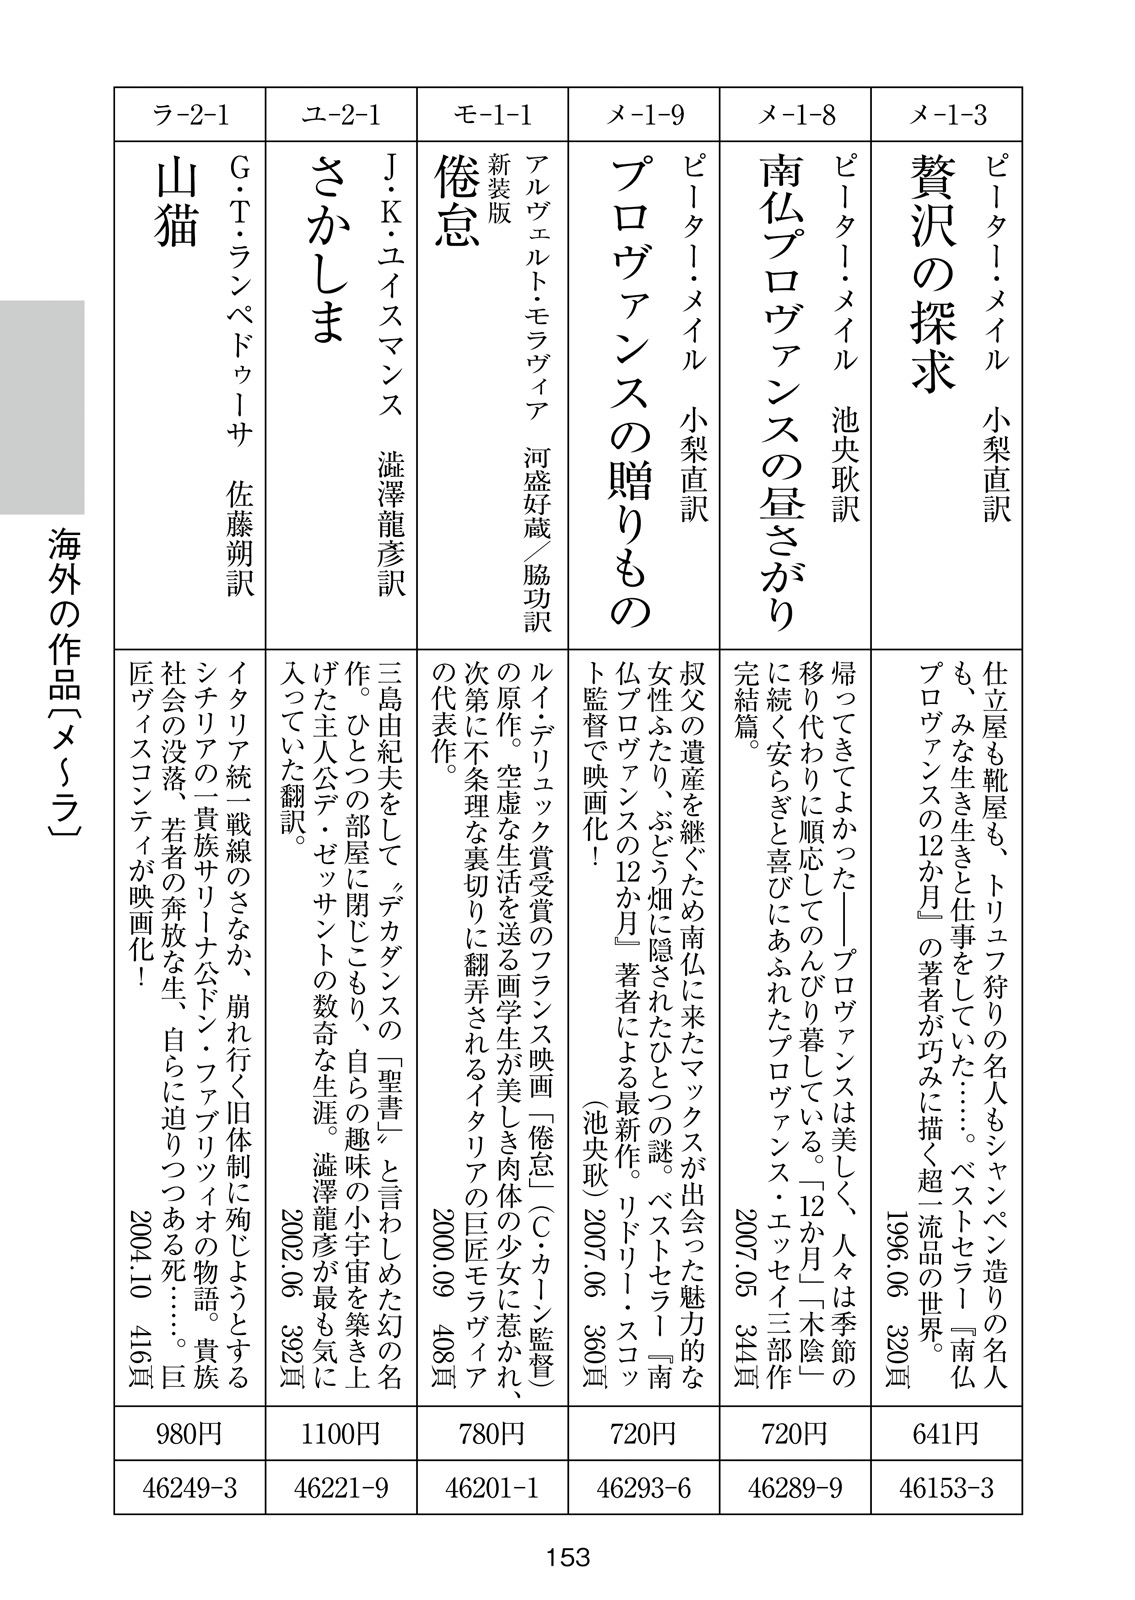 メ-1-3
ピーター・メイル 小梨直訳
贅沢の探求
仕立屋も靴屋も、トリュフ狩りの名人もシャンペン造りの名人
も、みな生き生きと仕事をしていた……。ベストセラー『南仏
プロヴァンスの12か月』の著者が巧みに描く超一流品の世界。
1996.06 320頁
641円
46153-3
メ-1-8
ピーター・メイル 池央耿訳
南仏プロヴァンスの昼さがり
帰ってきてよかった――プロヴァンスは美しく、人々は季節の
移り代わりに順応してのんびり暮している。「12か月」「木陰」
に続く安らぎと喜びにあふれたプロヴァンス・エッセイ三部作
完結篇。
2007.05 344頁
720円
46289-9
メ-1-9
ピーター・メイル 小梨直訳
プロヴァンスの贈りもの
叔父の遺産を継ぐため南仏に来たマックスが出会った魅力的な
女性ふたり、ぶどう畑に隠されたひとつの謎。ベストセラー『南
仏プロヴァンスの12か月』著者による最新作。リドリー・スコッ
ト監督で映画化！
(池央耿) 2007.06 360頁
720円
46293-6
モ-1-1
アルヴェルト・モラヴィア 河盛好蔵／脇功訳
新装版
倦怠
ルイ・デリュック賞受賞のフランス映画「倦怠」(C・カーン監督)
の原作。空虚な生活を送る画学生が美しき肉体の少女に惹かれ、
次第に不条理な裏切りに翻弄されるイタリアの巨匠モラヴィア
の代表作。
2000.09 408頁
780円
46201-1
ユ-2-1
J・K・ユイスマンス 澁澤龍彥訳
さかしま
三島由紀夫をして〝デカダンスの「聖書」〟と言わしめた幻の名
作。ひとつの部屋に閉じこもり、自らの趣味の小宇宙を築き上
げた主人公デ・ゼッサントの数奇な生涯。澁澤龍彥が最も気に
入っていた翻訳。
2002.06 392頁
1100円
46221-9
ラ-2-1
G・T・ランペドゥーサ 佐藤朔訳
山猫
イタリア統一戦線のさなか、崩れ行く旧体制に殉じようとする
シチリアの一貴族サリーナ公ドン・ファブリツィオの物語。貴族
社会の没落、若者の奔放な生、自らに迫りつつある死……。巨
匠ヴィスコンティが映画化！
2004.10 416頁
980円
46249-3
海外の作品〔メ～ラ〕
153